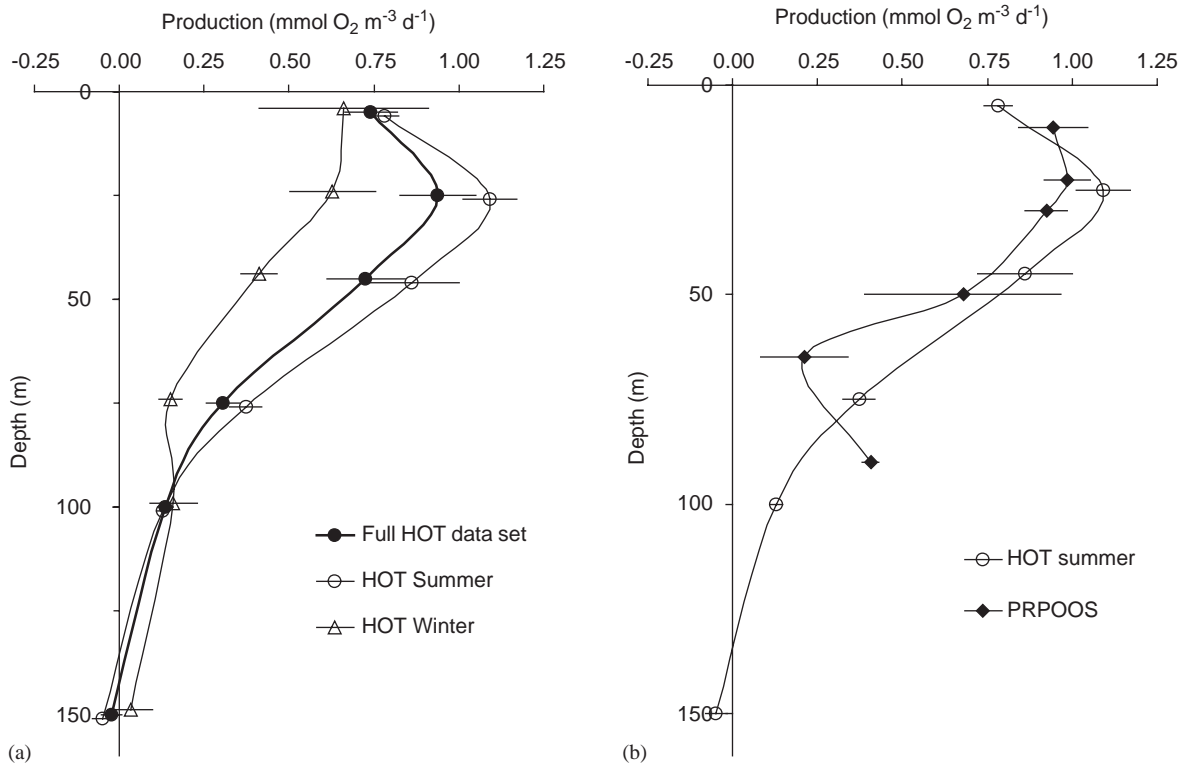 Production (mmol O2 m-3 d-1)
-0.25 0.00 0.25 0.50 0.75 1.00 1.25
0
50
100
150
Depth (m)
Full HOT data set
HOT Summer
HOT Winter
(a)
Production (mmol O2 m-3 d-1)
-0.25 0.00 0.25 0.50 0.75 1.00 1.25
0
50
100
150
Depth (m)
HOT summer
PRPOOS
(b)